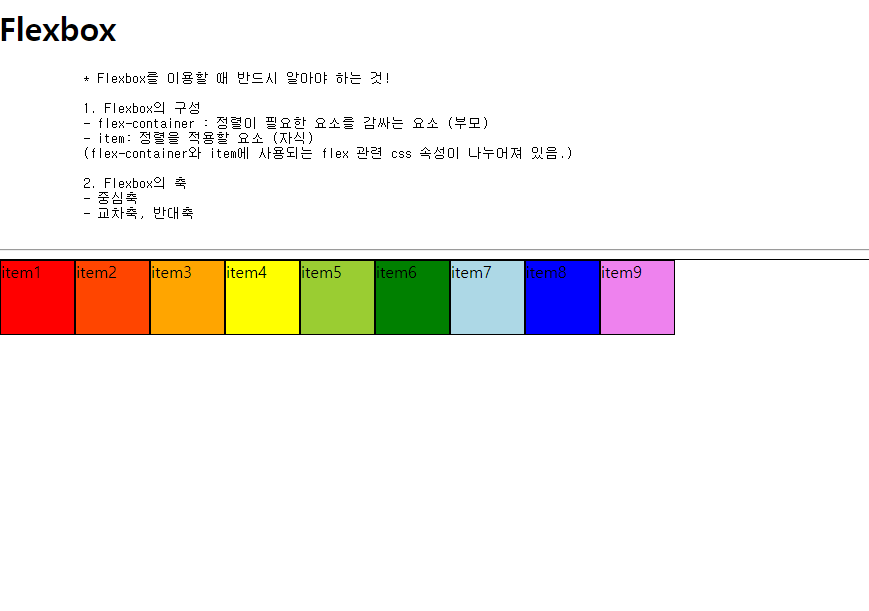 Flexbox
* Flexbox를 이용할 때 반드시 알아야 하는 것!
1. Flexbox의 구성
- flex-container : 정렬이 필요한 요소를 감싸는 요소 (부모)
- item: 정렬을 적용할 요소 (자식)
(flex-container와 item에 사용되는 flex 관련 css 속성이 나누어져 있음.)
2. Flexbox의 축
- 중심축
- 교차축, 반대축
item1 item2 item3 item4 item5 item6 item7 item8 item9